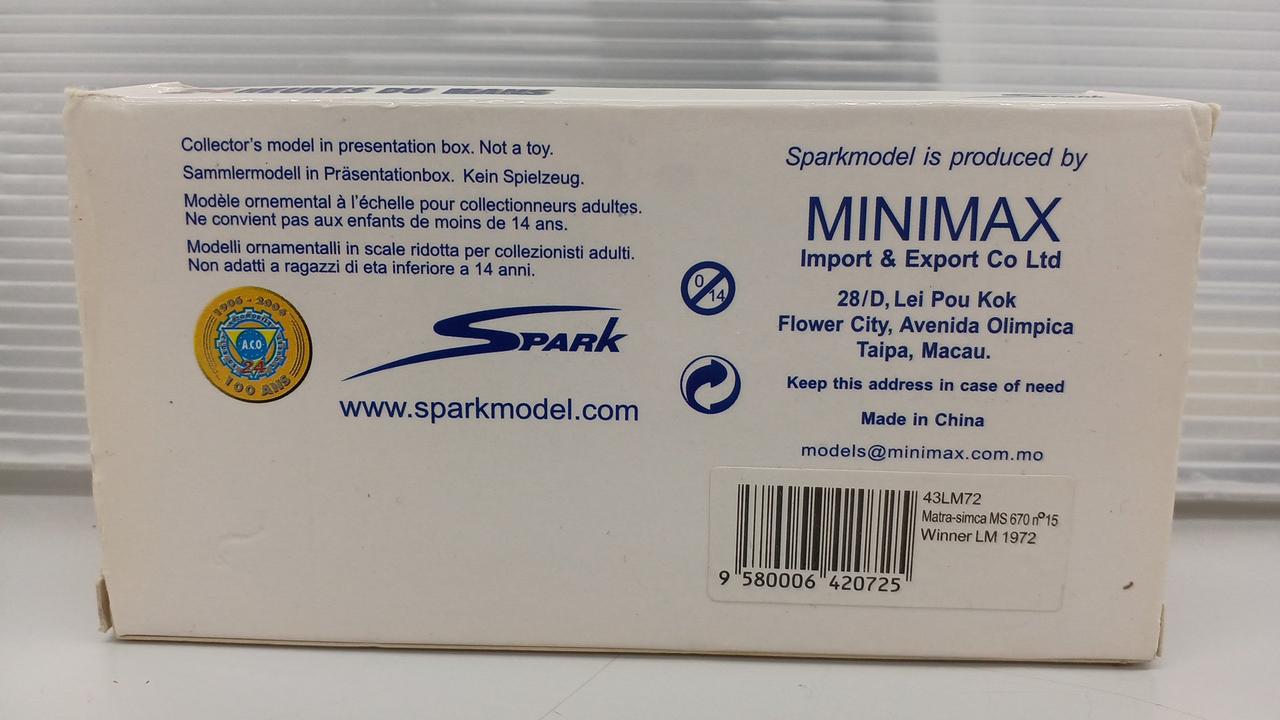 HEURES DU MANS
Spark
Collector's model in presentation box. Not a toy.
Sammlermodell in Präsentationbox. Kein Spielzeug.
Modèle ornemental à l'échelle pour collectionneurs adultes.
Ne convient pas aux enfants de moins de 14 ans.
Modelli ornamentalli in scale ridotta per collezionisti adulti.
Non adatti a ragazzi di eta inferiore a 14 anni.
1906 - 2006
A.C.O
24
100 ANS
SPARK
www.sparkmodel.com
0
14
Sparkmodel is produced by
MINIMAX
Import & Export Co Ltd
28/D, Lei Pou Kok
Flower City, Avenida Olimpica
Taipa, Macau.
Keep this address in case of need
Made in China
models@minimax.com.mo
43LM72
Matra-simca MS 670 nº15
Winner LM 1972
9 580006 420725